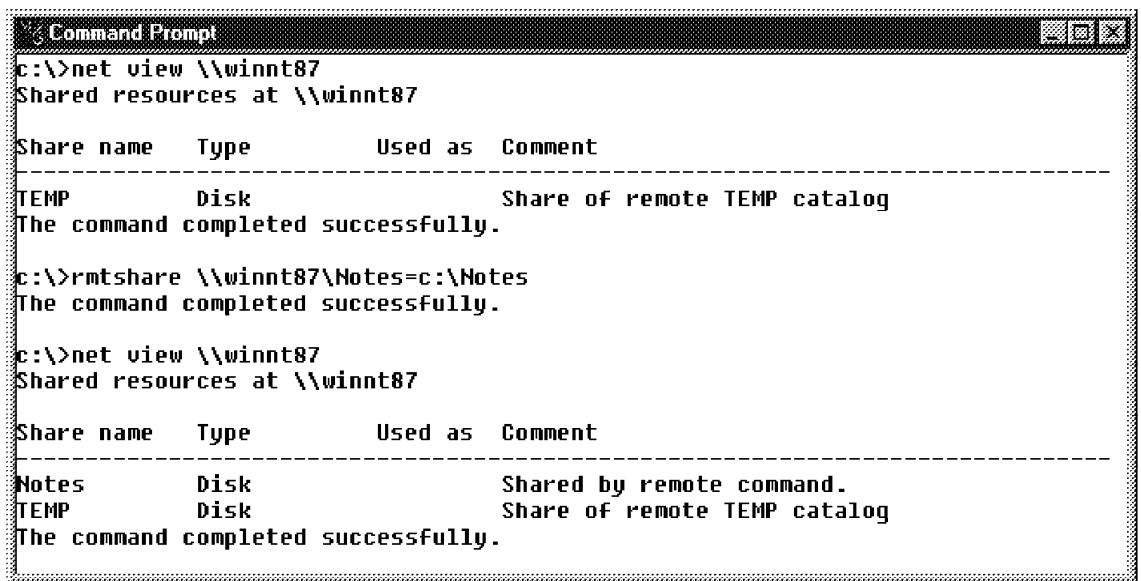 Command Prompt
c:\>net view \\winnt87
Shared resources at \\winnt87
Share name Type Used as Comment
-------------------------------------------------------------------------------
TEMP Disk Share of remote TEMP catalog
The command completed successfully.
c:\>rmtshare \\winnt87\Notes=c:\Notes
The command completed successfully.
c:\>net view \\winnt87
Shared resources at \\winnt87
Share name Type Used as Comment
-------------------------------------------------------------------------------
Notes Disk Shared by remote command.
TEMP Disk Share of remote TEMP catalog
The command completed successfully.